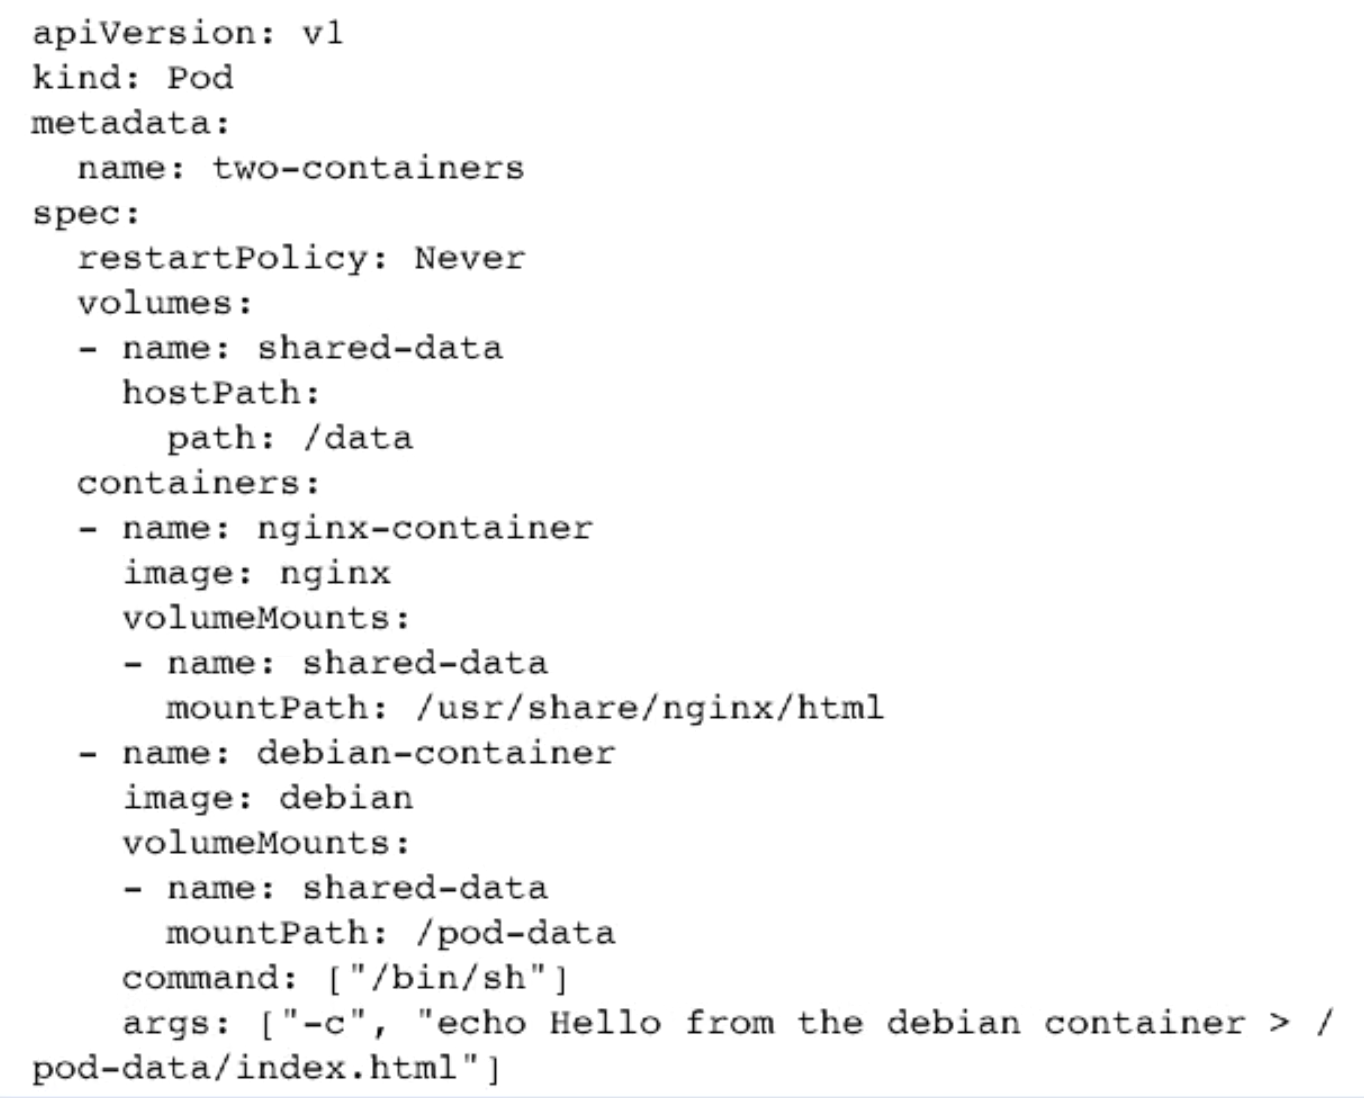 apiVersion: v1
kind: Pod
metadata:
  name: two-containers
spec:
  restartPolicy: Never
  volumes:
  - name: shared-data
    hostPath:
      path: /data
  containers:
  - name: nginx-container
    image: nginx
    volumeMounts:
    - name: shared-data
      mountPath: /usr/share/nginx/html
  - name: debian-container
    image: debian
    volumeMounts:
    - name: shared-data
      mountPath: /pod-data
    command: ["/bin/sh"]
    args: ["-c", "echo Hello from the debian container > /
pod-data/index.html"]